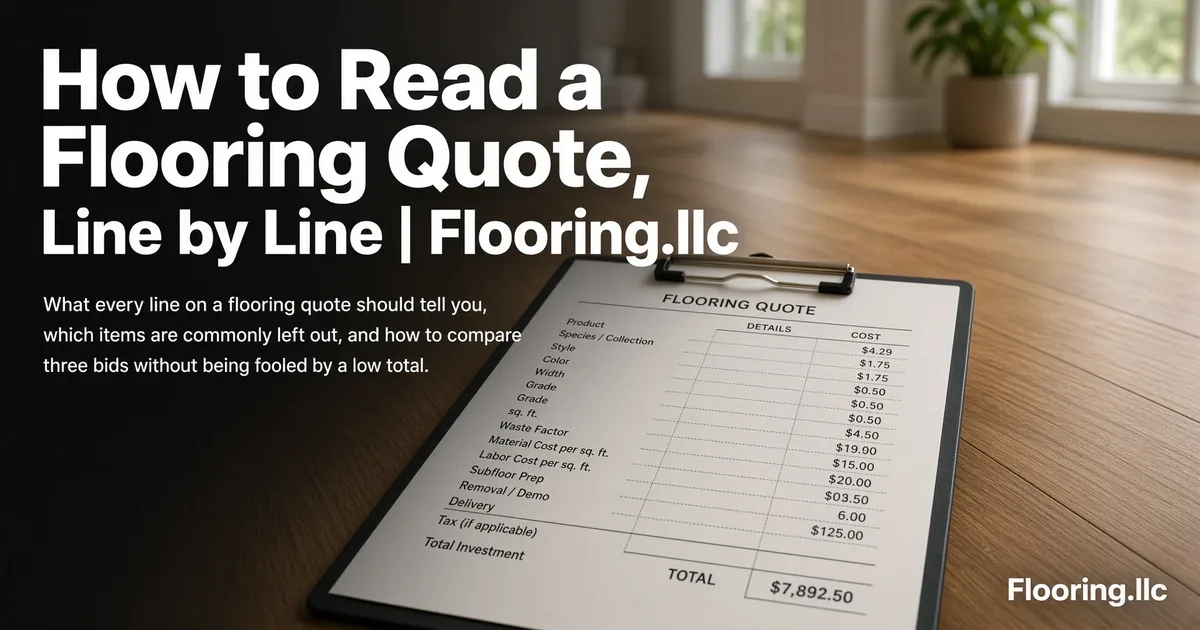 How to Read a
Flooring Quote,
Line by Line | Flooring.llc
What every line on a flooring quote should tell you,
which items are commonly left out, and how to compare
three bids without being fooled by a low total.
FLOORING QUOTE
DETAILS COST
Product
Species / Collection
Style
Color
Width
Grade
Grade
sq. ft.
Waste Factor
Material Cost per sq. ft.
Labor Cost per sq. ft.
Subfloor Prep
Removal / Demo
Delivery
Tax (if applicable)
Total Investment
$4.29
$1.75
$1.75
$0.50
$0.50
$0.50
$4.50
$19.90
$15.00
$20.00
$03.50
6.00
$125.00
TOTAL $7,892.50
Flooring.llc